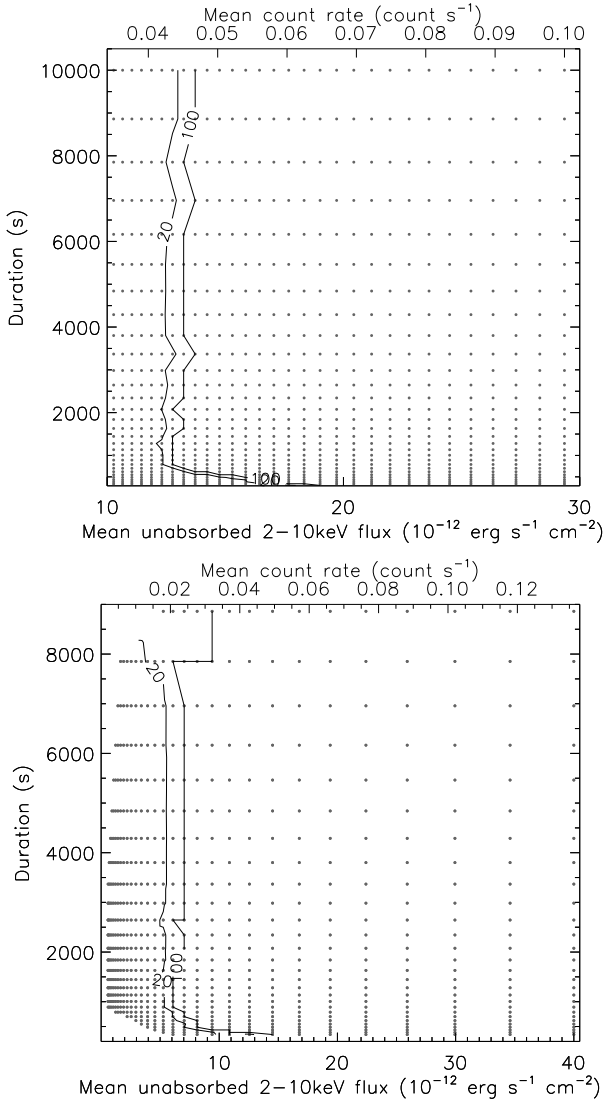 Mean count rate (count s⁻¹)
0.04 0.05 0.06 0.07 0.08 0.09 0.10
10000
100
8000
20
6000
Duration (s)
4000
2000
100
10 20 30
Mean unabsorbed 2−10keV flux (10⁻¹² erg s⁻¹ cm⁻²)
Mean count rate (count s⁻¹)
0.02 0.04 0.06 0.08 0.10 0.12
8000
20
6000
Duration (s)
4000
2000
100
20
10 20 30 40
Mean unabsorbed 2−10keV flux (10⁻¹² erg s⁻¹ cm⁻²)